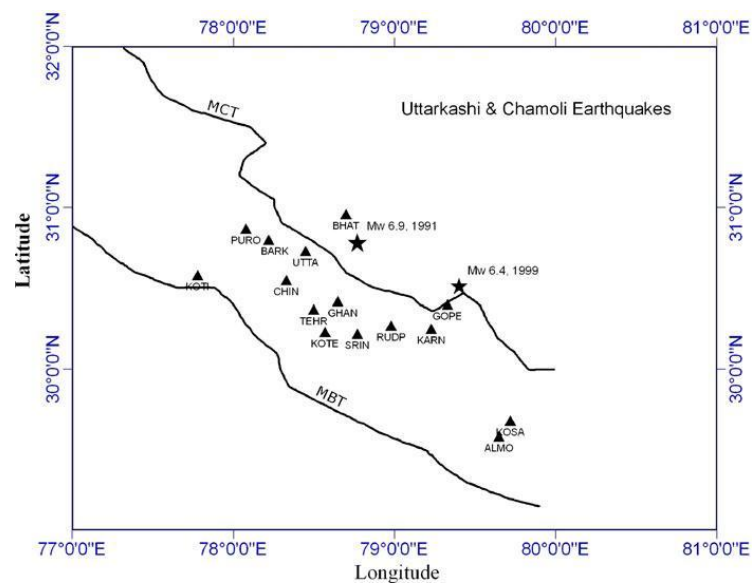 78°0'0"E 79°0'0"E 80°0'0"E 81°0'0"E
32°0'0"N
MCT
Uttarkashi & Chamoli Earthquakes
31°0'0"N 31°0'0"N
BHAT
Mw 6.9, 1991
PURO
BARK
UTTA
Mw 6.4, 1999
KOTI
CHIN
GHAN
GOPE
TEHR
KOTE
SRIN
RUDP
KARN
30°0'0"N 30°0'0"N
MBT
KOSA
ALMO
77°0'0"E 78°0'0"E 79°0'0"E 80°0'0"E 81°0'0"E
Latitude
Longitude